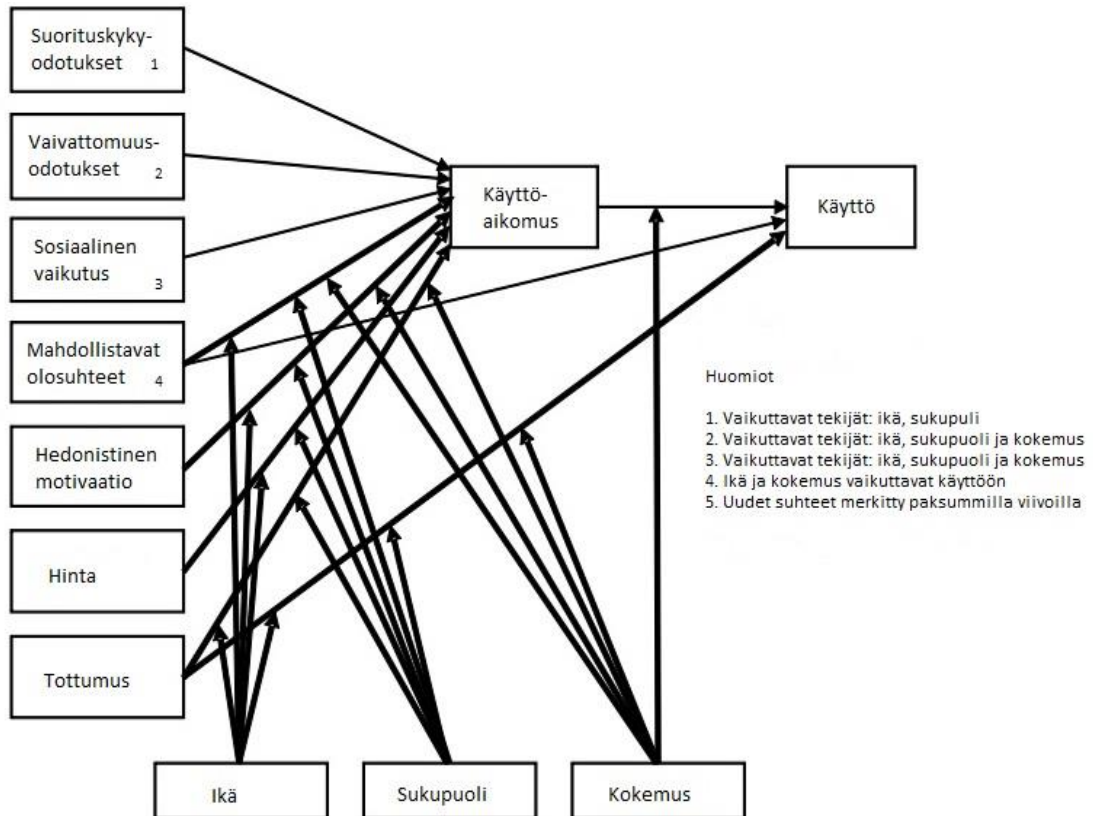 Suorituskyky-
odotukset 1
Vaivattomuus-
odotukset 2
Sosiaalinen
vaikutus 3
Mahdollistavat
olosuhteet 4
Hedonistinen
motivaatio
Hinta
Tottumus
Käyttö-
aikomus
Käyttö
Huomiot
1. Vaikuttavat tekijät: ikä, sukupuli
2. Vaikuttavat tekijät: ikä, sukupuoli ja kokemus
3. Vaikuttavat tekijät: ikä, sukupuoli ja kokemus
4. Ikä ja kokemus vaikuttavat käyttöön
5. Uudet suhteet merkitty paksummilla viivoilla
Ikä
Sukupuoli
Kokemus